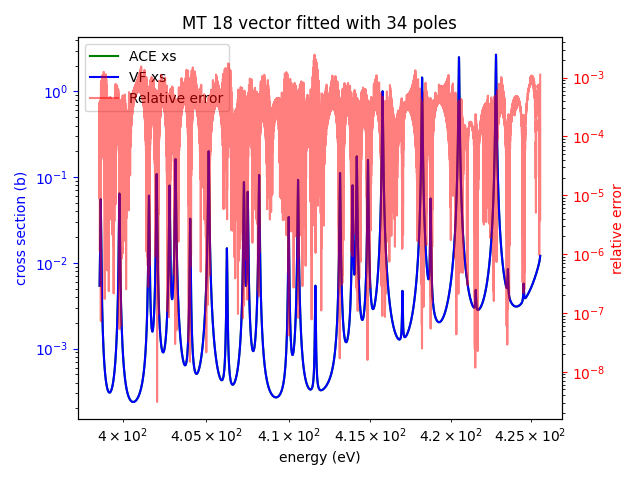 MT 18 vector fitted with 34 poles
ACE xs
VF xs
Relative error
cross section (b)
10⁰
10⁻¹
10⁻²
10⁻³
relative error
10⁻³
10⁻⁴
10⁻⁵
10⁻⁶
10⁻⁷
10⁻⁸
4 × 10² 4.05 × 10² 4.1 × 10² 4.15 × 10² 4.2 × 10² 4.25 × 10²
energy (eV)